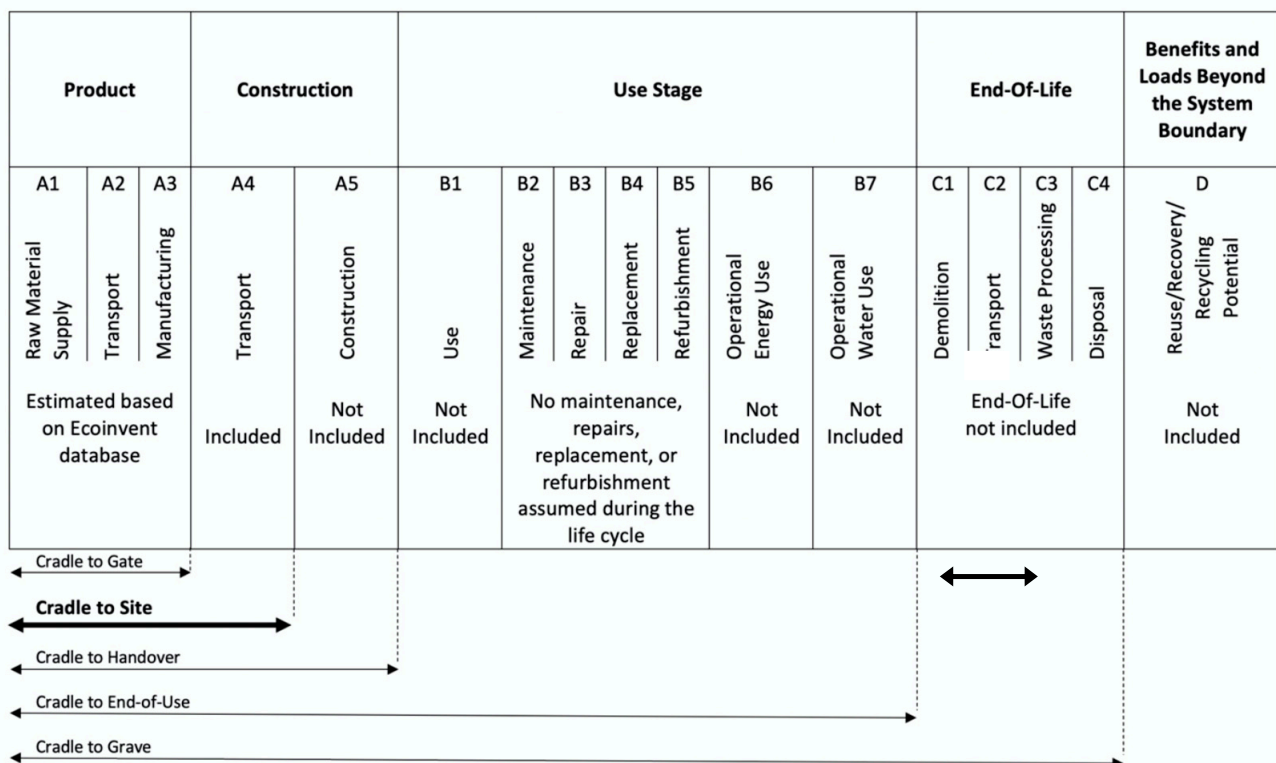 Product
Construction
Use Stage
End-Of-Life
Benefits and
Loads Beyond
the System
Boundary
A1
A2
A3
A4
A5
B1
B2
B3
B4
B5
B6
B7
C1
C2
C3
C4
D
Raw Material
Supply
Transport
Manufacturing
Transport
Construction
Use
Maintenance
Repair
Replacement
Refurbishment
Operational
Energy Use
Operational
Water Use
Demolition
ransport
Waste Processing
Disposal
Reuse/Recovery/
Recycling
Potential
Estimated based
on Ecoinvent
database
Included
Not
Included
Not
Included
No maintenance,
repairs,
replacement, or
refurbishment
assumed during the
life cycle
Not
Included
Not
Included
End-Of-Life
not included
Not
Included
Cradle to Gate
Cradle to Site
Cradle to Handover
Cradle to End-of-Use
Cradle to Grave